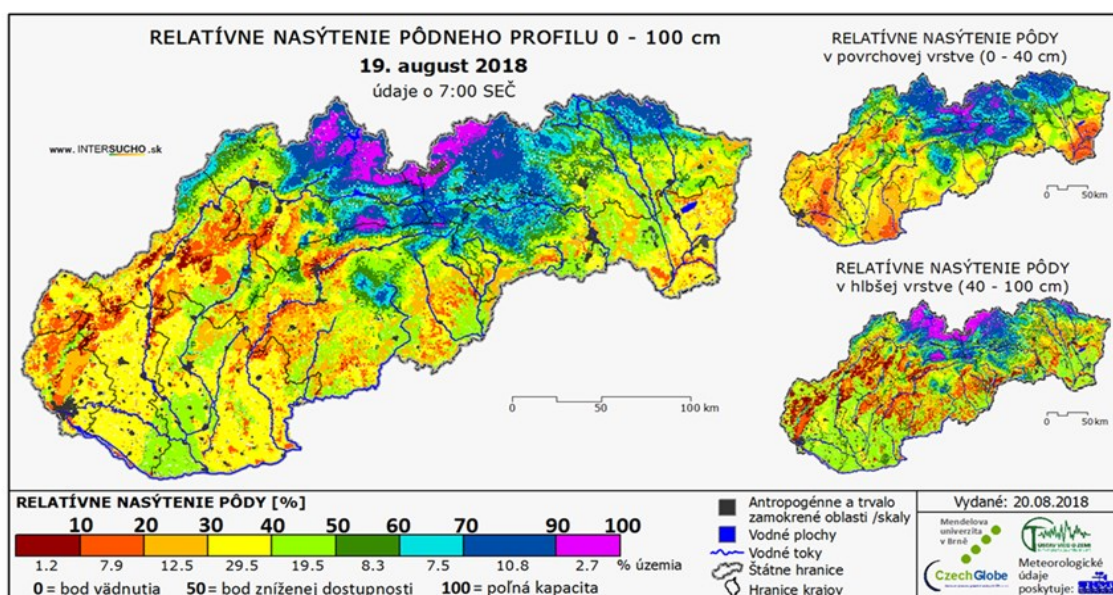 RELATÍVNE NASÝTENIE PÔDNEHO PROFILU 0 - 100 cm
19. august 2018
údaje o 7:00 SEČ
www. INTERSUCHO .sk
0 50 100 km
RELATÍVNE NASÝTENIE PÔDY
v povrchovej vrstve (0 - 40 cm)
0 50km
RELATÍVNE NASÝTENIE PÔDY
v hlbšej vrstve (40 - 100 cm)
0 50km
RELATÍVNE NASÝTENIE PÔDY [%]
10 20 30 40 50 60 70 90 100
1.2 7.9 12.5 29.5 19.5 8.3 7.5 10.8 2.7 % územia
0 = bod vädnutia 50 = bod zníženej dostupnosti 100 = poľná kapacita
Antropogénne a trvalo
zamokrené oblasti /skaly
Vodné plochy
Vodné toky
Štátne hranice
Hranice krajov
Vydané: 20.08.2018
Mendelova
univerzita
v Brně
CzechGlobe
Meteorologické
údaje
poskytuje: